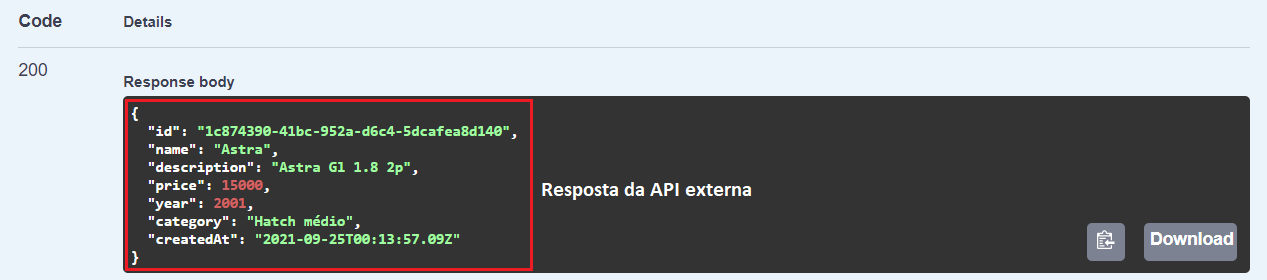 Code Details
200
Response body
{
"id": "1c874390-41bc-952a-d6c4-5dcafea8d140",
"name": "Astra",
"description": "Astra Gl 1.8 2p",
"price": 15000,
"year": 2001,
"category": "Hatch médio",
"createdAt": "2021-09-25T00:13:57.09Z"
}
Resposta da API externa
Download